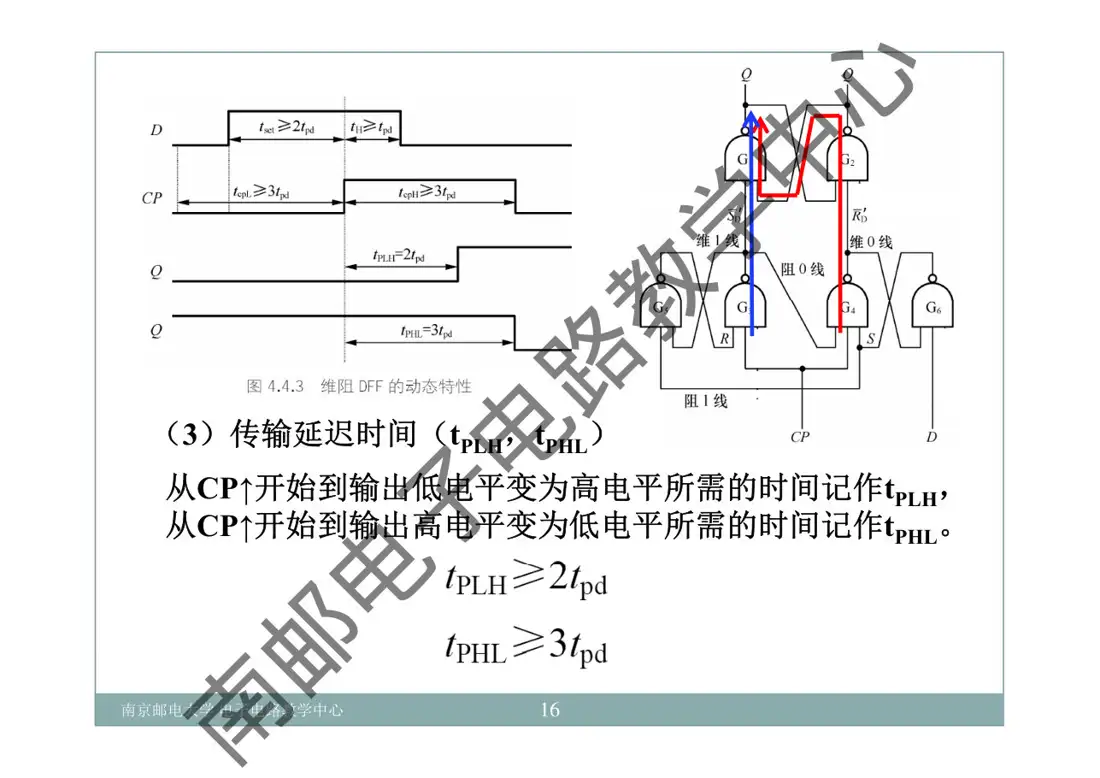 D
t_set≥2t_pd
t_H≥t_pd
CP
t_cpL≥3t_pd
t_cpH≥3t_pd
Q
t_PLH=2t_pd
Q
t_PHL=3t_pd
图 4.4.3 维阻 DFF 的动态特性
Q
Q
G
G₂
S̅'_D
R̅'_D
维 1 线
阻 0 线
维 0 线
G₅
G₃
G₄
G₆
R
S
阻 1 线
CP
D
（3）传输延迟时间（t_PLH，t_PHL）
从CP↑开始到输出低电平变为高电平所需的时间记作t_PLH，
从CP↑开始到输出高电平变为低电平所需的时间记作t_PHL。
t_PLH≥2t_pd
t_PHL≥3t_pd
南京邮电大学 电子电路教学中心
16
南邮电子电路教学中心